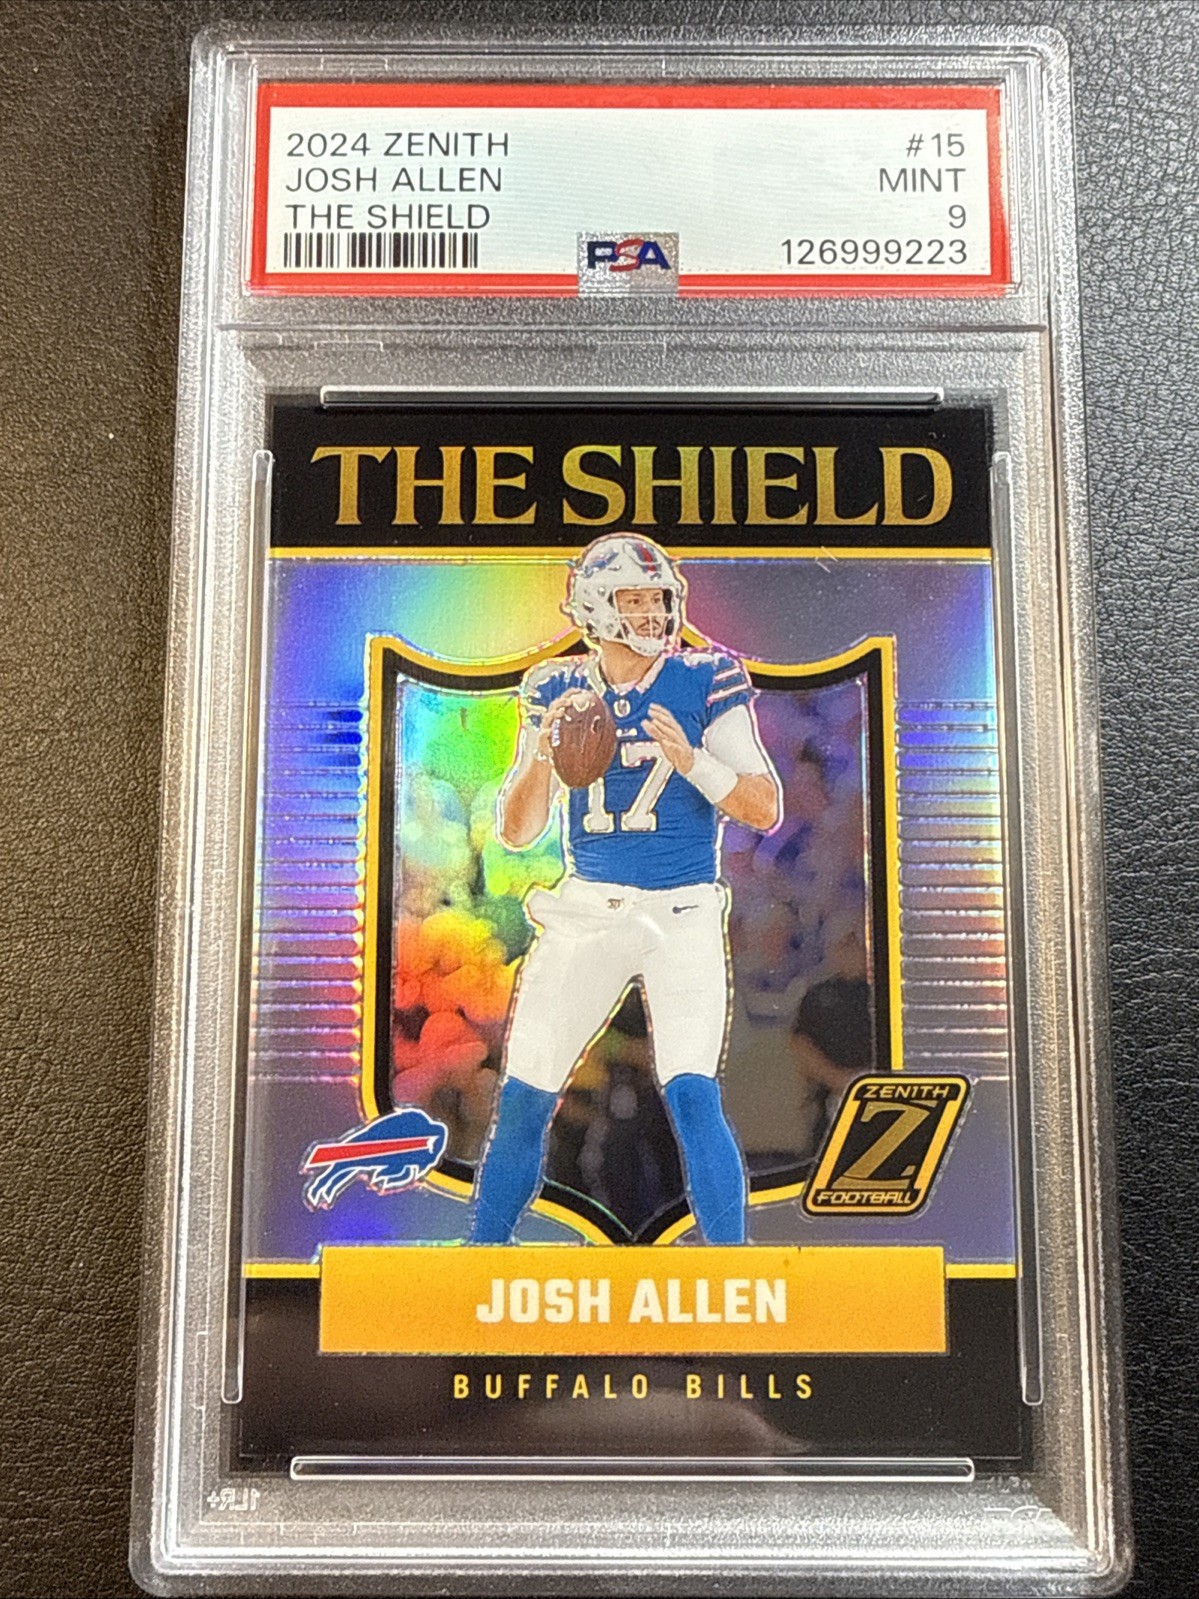 2024 ZENITH #15
JOSH ALLEN MINT
THE SHIELD 9
PSA 126999223
THE SHIELD
17
ZENITH
Z
FOOTBALL
JOSH ALLEN
BUFFALO BILLS
1LR+